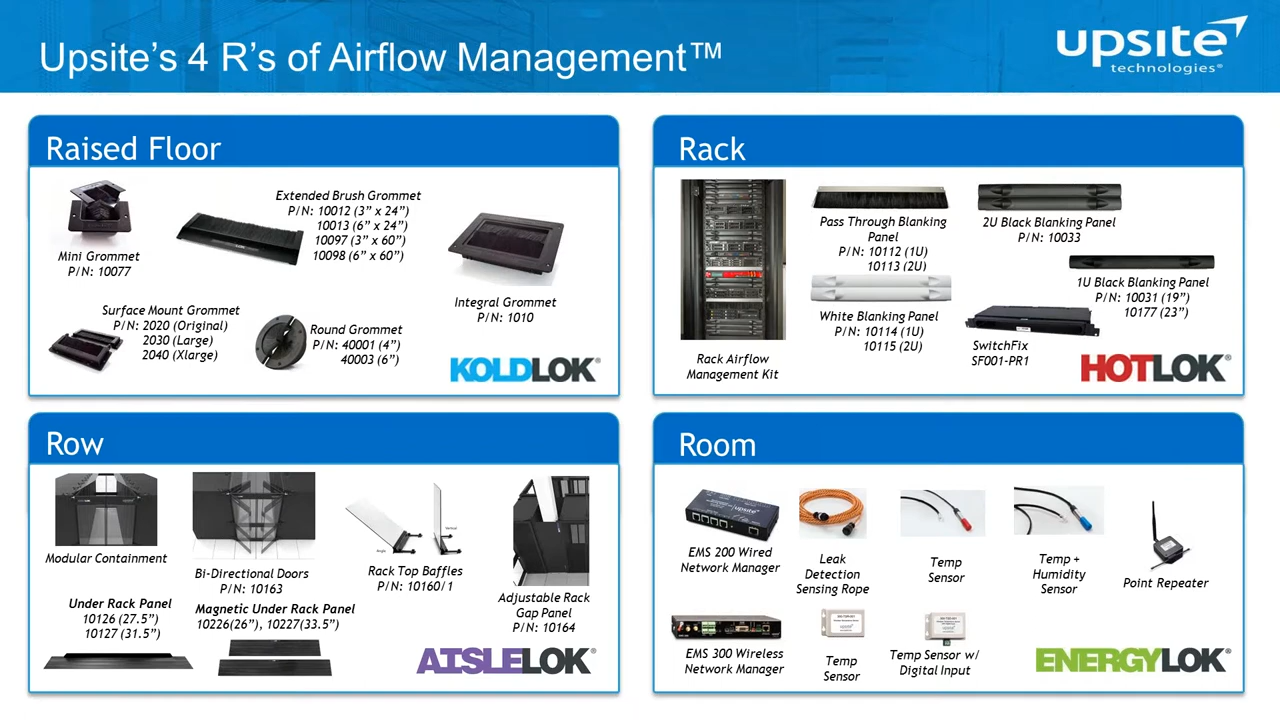 Upsite’s 4 R’s of Airflow Management™
upsite
technologies®
Raised Floor
Mini Grommet
P/N: 10077
Extended Brush Grommet
P/N: 10012 (3” x 24”)
10013 (6” x 24”)
10097 (3” x 60”)
10098 (6” x 60”)
Integral Grommet
P/N: 1010
Surface Mount Grommet
P/N: 2020 (Original)
2030 (Large)
2040 (Xlarge)
Round Grommet
P/N: 40001 (4”)
40003 (6”)
KOLDLOK®
Rack
Rack Airflow
Management Kit
Pass Through Blanking
Panel
P/N: 10112 (1U)
10113 (2U)
2U Black Blanking Panel
P/N: 10033
1U Black Blanking Panel
P/N: 10031 (19”)
10177 (23”)
White Blanking Panel
P/N: 10114 (1U)
10115 (2U)
SwitchFix
SF001-PR1
HOTLOK®
Row
Modular Containment
Bi-Directional Doors
P/N: 10163
Angle
Vertical
Rack Top Baffles
P/N: 10160/1
Adjustable Rack
Gap Panel
P/N: 10164
Under Rack Panel
10126 (27.5”)
10127 (31.5”)
Magnetic Under Rack Panel
10226(26”), 10227(33.5”)
AISLELOK®
Room
upsite
EMS 200 Wired
Network Manager
Leak
Detection
Sensing Rope
Temp
Sensor
Temp +
Humidity
Sensor
Point Repeater
EMS 300 Wireless
Network Manager
upsite
Temp
Sensor
upsite
Temp Sensor w/
Digital Input
ENERGYLOK®